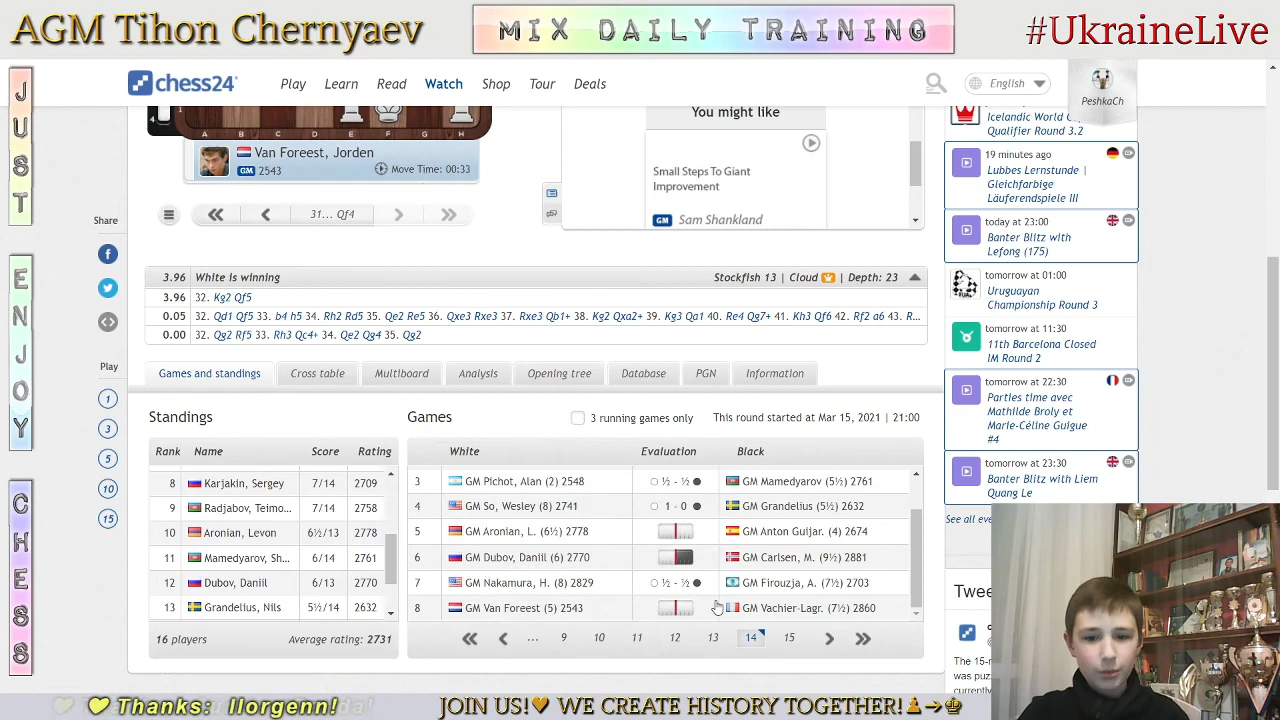 AGM Tihon Chernyaev
MIX DAILY TRAINING
#UkraineLive
JUST
ENJOY
CHESS
chess24
Play Learn Read Watch Shop Tour Deals
English
PeshkaCh
A B C D E F G H
Van Foreest, Jorden
GM 2543
Move Time: 00:33
31... Qf4
You might like
Small Steps To Giant
Improvement
GM Sam Shankland
Share
Play
1
3
5
10
15
3.96 White is winning Stockfish 13 | Cloud | Depth: 23
3.96 32. Kg2 Qf5
0.05 32. Qd1 Qf5 33. b4 h5 34. Rh2 Rd5 35. Qe2 Re5 36. Qxe3 Rxe3 37. Rxe3 Qb1+ 38. Kg2 Qxa2+ 39. Kg3 Qa1 40. Re4 Qg7+ 41. Kh3 Qf6 42. Rf2 a6 43. R...
0.00 32. Qg2 Rf5 33. Rh3 Qc4+ 34. Qe2 Qg4 35. Qg2
Games and standings Cross table Multiboard Analysis Opening tree Database PGN Information
Standings
Rank Name Score Rating
8 Karjakin, Sergey 7/14 2709
9 Radjabov, Teimo... 7/14 2758
10 Aronian, Levon 6½/13 2778
11 Mamedyarov, Sh... 6/14 2761
12 Dubov, Daniil 6/13 2770
13 Grandelius, Nils 5½/14 2632
16 players Average rating: 2731
Games 3 running games only This round started at Mar 15, 2021 | 21:00
White Evaluation Black
3 GM Pichot, Alan (2) 2548 ½ - ½ GM Mamedyarov (5½) 2761
4 GM So, Wesley (8) 2741 1 - 0 GM Grandelius (5½) 2632
5 GM Aronian, L. (6½) 2778 GM Anton Guijar. (4) 2674
6 GM Dubov, Daniil (6) 2770 GM Carlsen, M. (9½) 2881
7 GM Nakamura, H. (8) 2829 ½ - ½ GM Firouzja, A. (7½) 2703
8 GM Van Foreest (5) 2543 GM Vachier-Lagr. (7½) 2860
... 9 10 11 12 13 14 15
Icelandic World Cup
Qualifier Round 3.2
19 minutes ago
Lubbes Lernstunde |
Gleichfarbige
Läuferendspiele III
today at 23:00
Banter Blitz with
Lefong (175)
tomorrow at 01:00
Uruguayan
Championship Round 3
tomorrow at 11:30
11th Barcelona Closed
IM Round 2
tomorrow at 22:30
Parties time avec
Mathilde Broly et
Marie-Céline Guigue
#4
tomorrow at 23:30
Banter Blitz with Liem
Quang Le
See all eve
Twee
The 15-
was puz
currently
Thanks: llorgenn!
JOIN US! WE CREATE HISTORY TOGETHER!